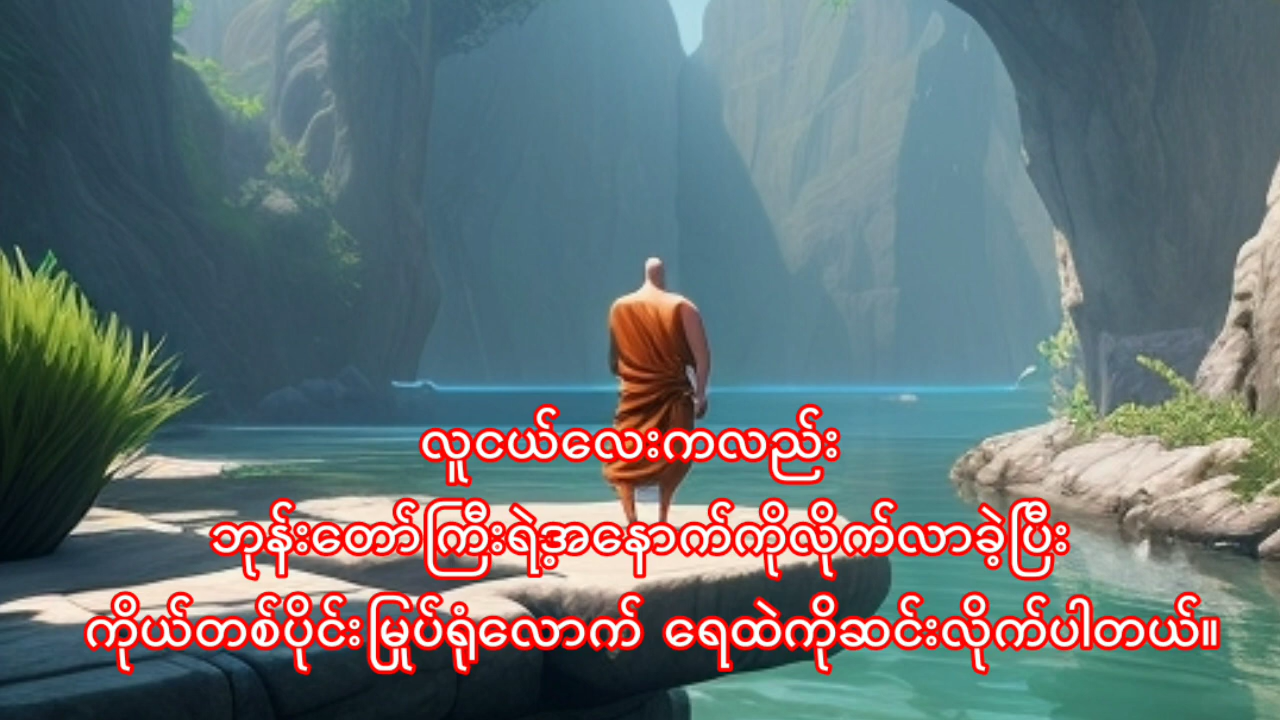 လူငယ်လေးကလည်း
ဘုန်းတော်ကြီးရဲ့အနောက်ကိုလိုက်လာခဲ့ပြီး
ကိုယ်တစ်ပိုင်းမြုပ်ရုံလောက် ရေထဲကိုဆင်းလိုက်ပါတယ်။